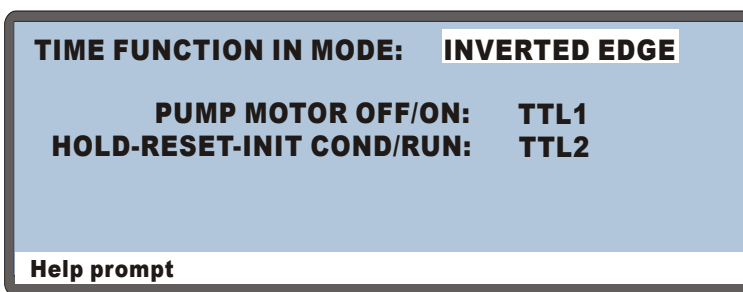 TIME FUNCTION IN MODE: INVERTED EDGE
PUMP MOTOR OFF/ON: TTL1
HOLD-RESET-INIT COND/RUN: TTL2
Help prompt